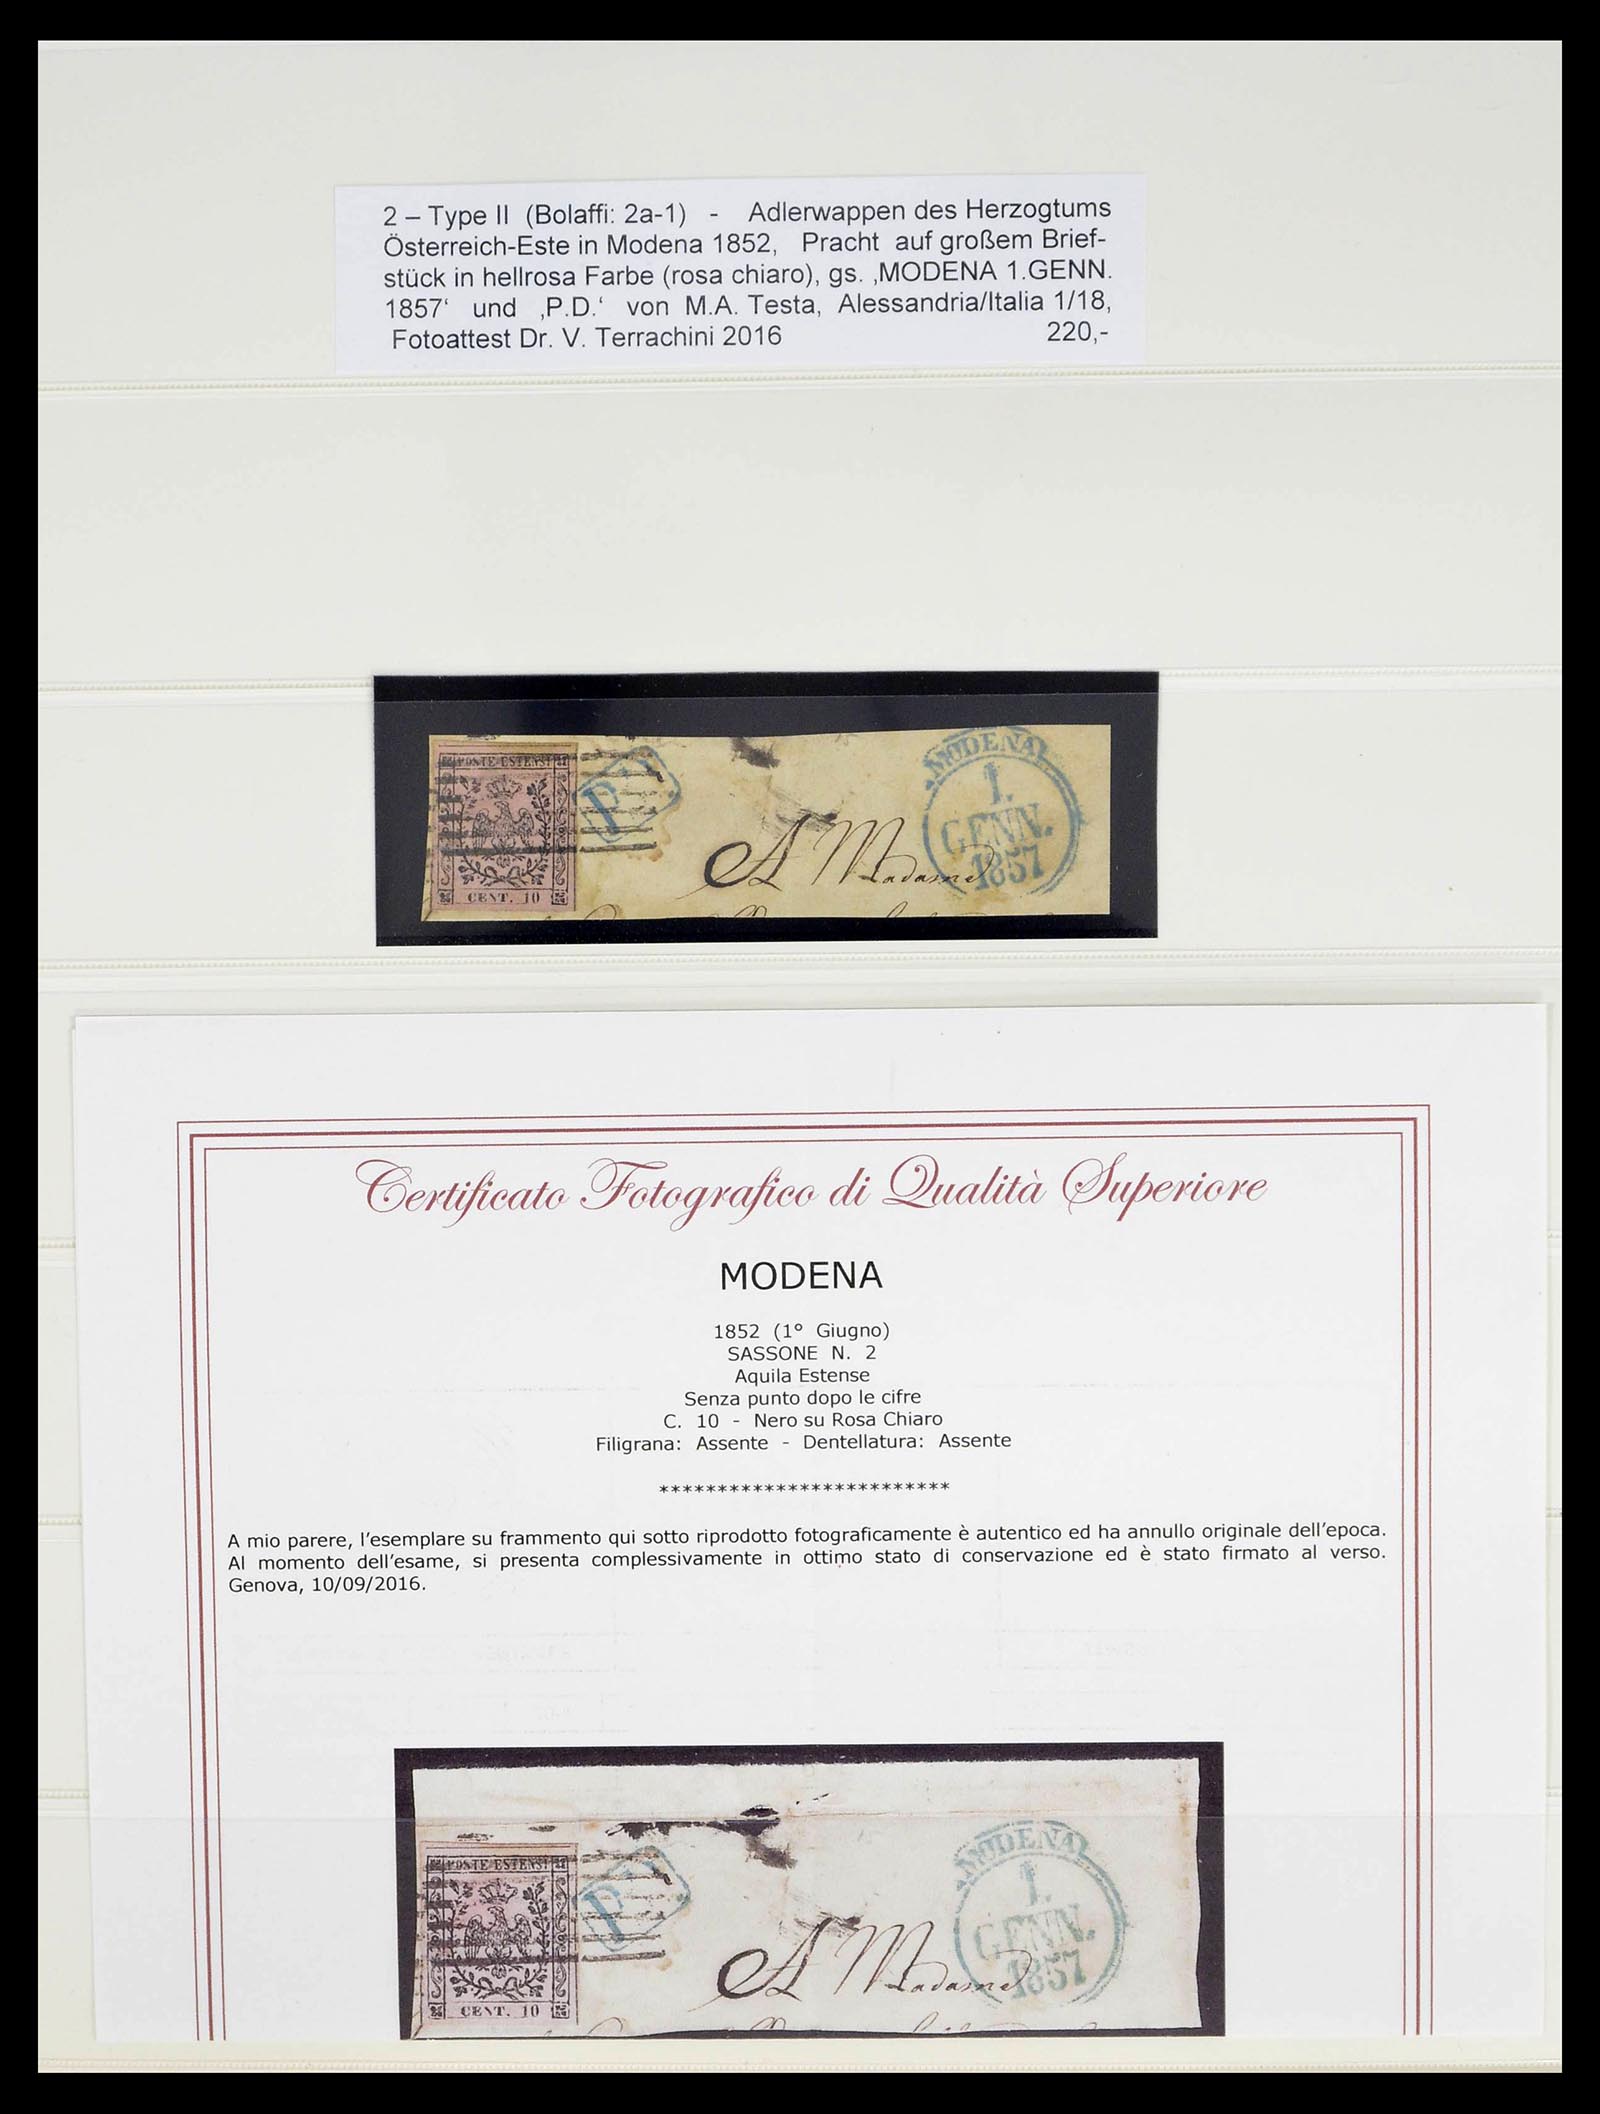 2 – Type II (Bolaffi: 2a-1) - Adlerwappen des Herzogtums
Österreich-Este in Modena 1852, Pracht auf großem Brief-
stück in hellrosa Farbe (rosa chiaro), gs. ‚MODENA 1.GENN.
1857‘ und ‚P.D.‘ von M.A. Testa, Alessandria/Italia 1/18,
Fotoattest Dr. V. Terrachini 2016 220,-
POSTE ESTENSI
CENT. 10
P
A Madame
MODENA
1.
GENN.
1857
Certificato Fotografico di Qualità Superiore
MODENA
1852 (1° Giugno)
SASSONE N. 2
Aquila Estense
Senza punto dopo le cifre
C. 10 - Nero su Rosa Chiaro
Filigrana: Assente - Dentellatura: Assente
*************************
A mio parere, l'esemplare su frammento qui sotto riprodotto fotograficamente è autentico ed ha annullo originale dell'epoca.
Al momento dell'esame, si presenta complessivamente in ottimo stato di conservazione ed è stato firmato al verso.
Genova, 10/09/2016.
POSTE ESTENSI
CENT. 10
P
A Madame
MODENA
1.
GENN.
1857